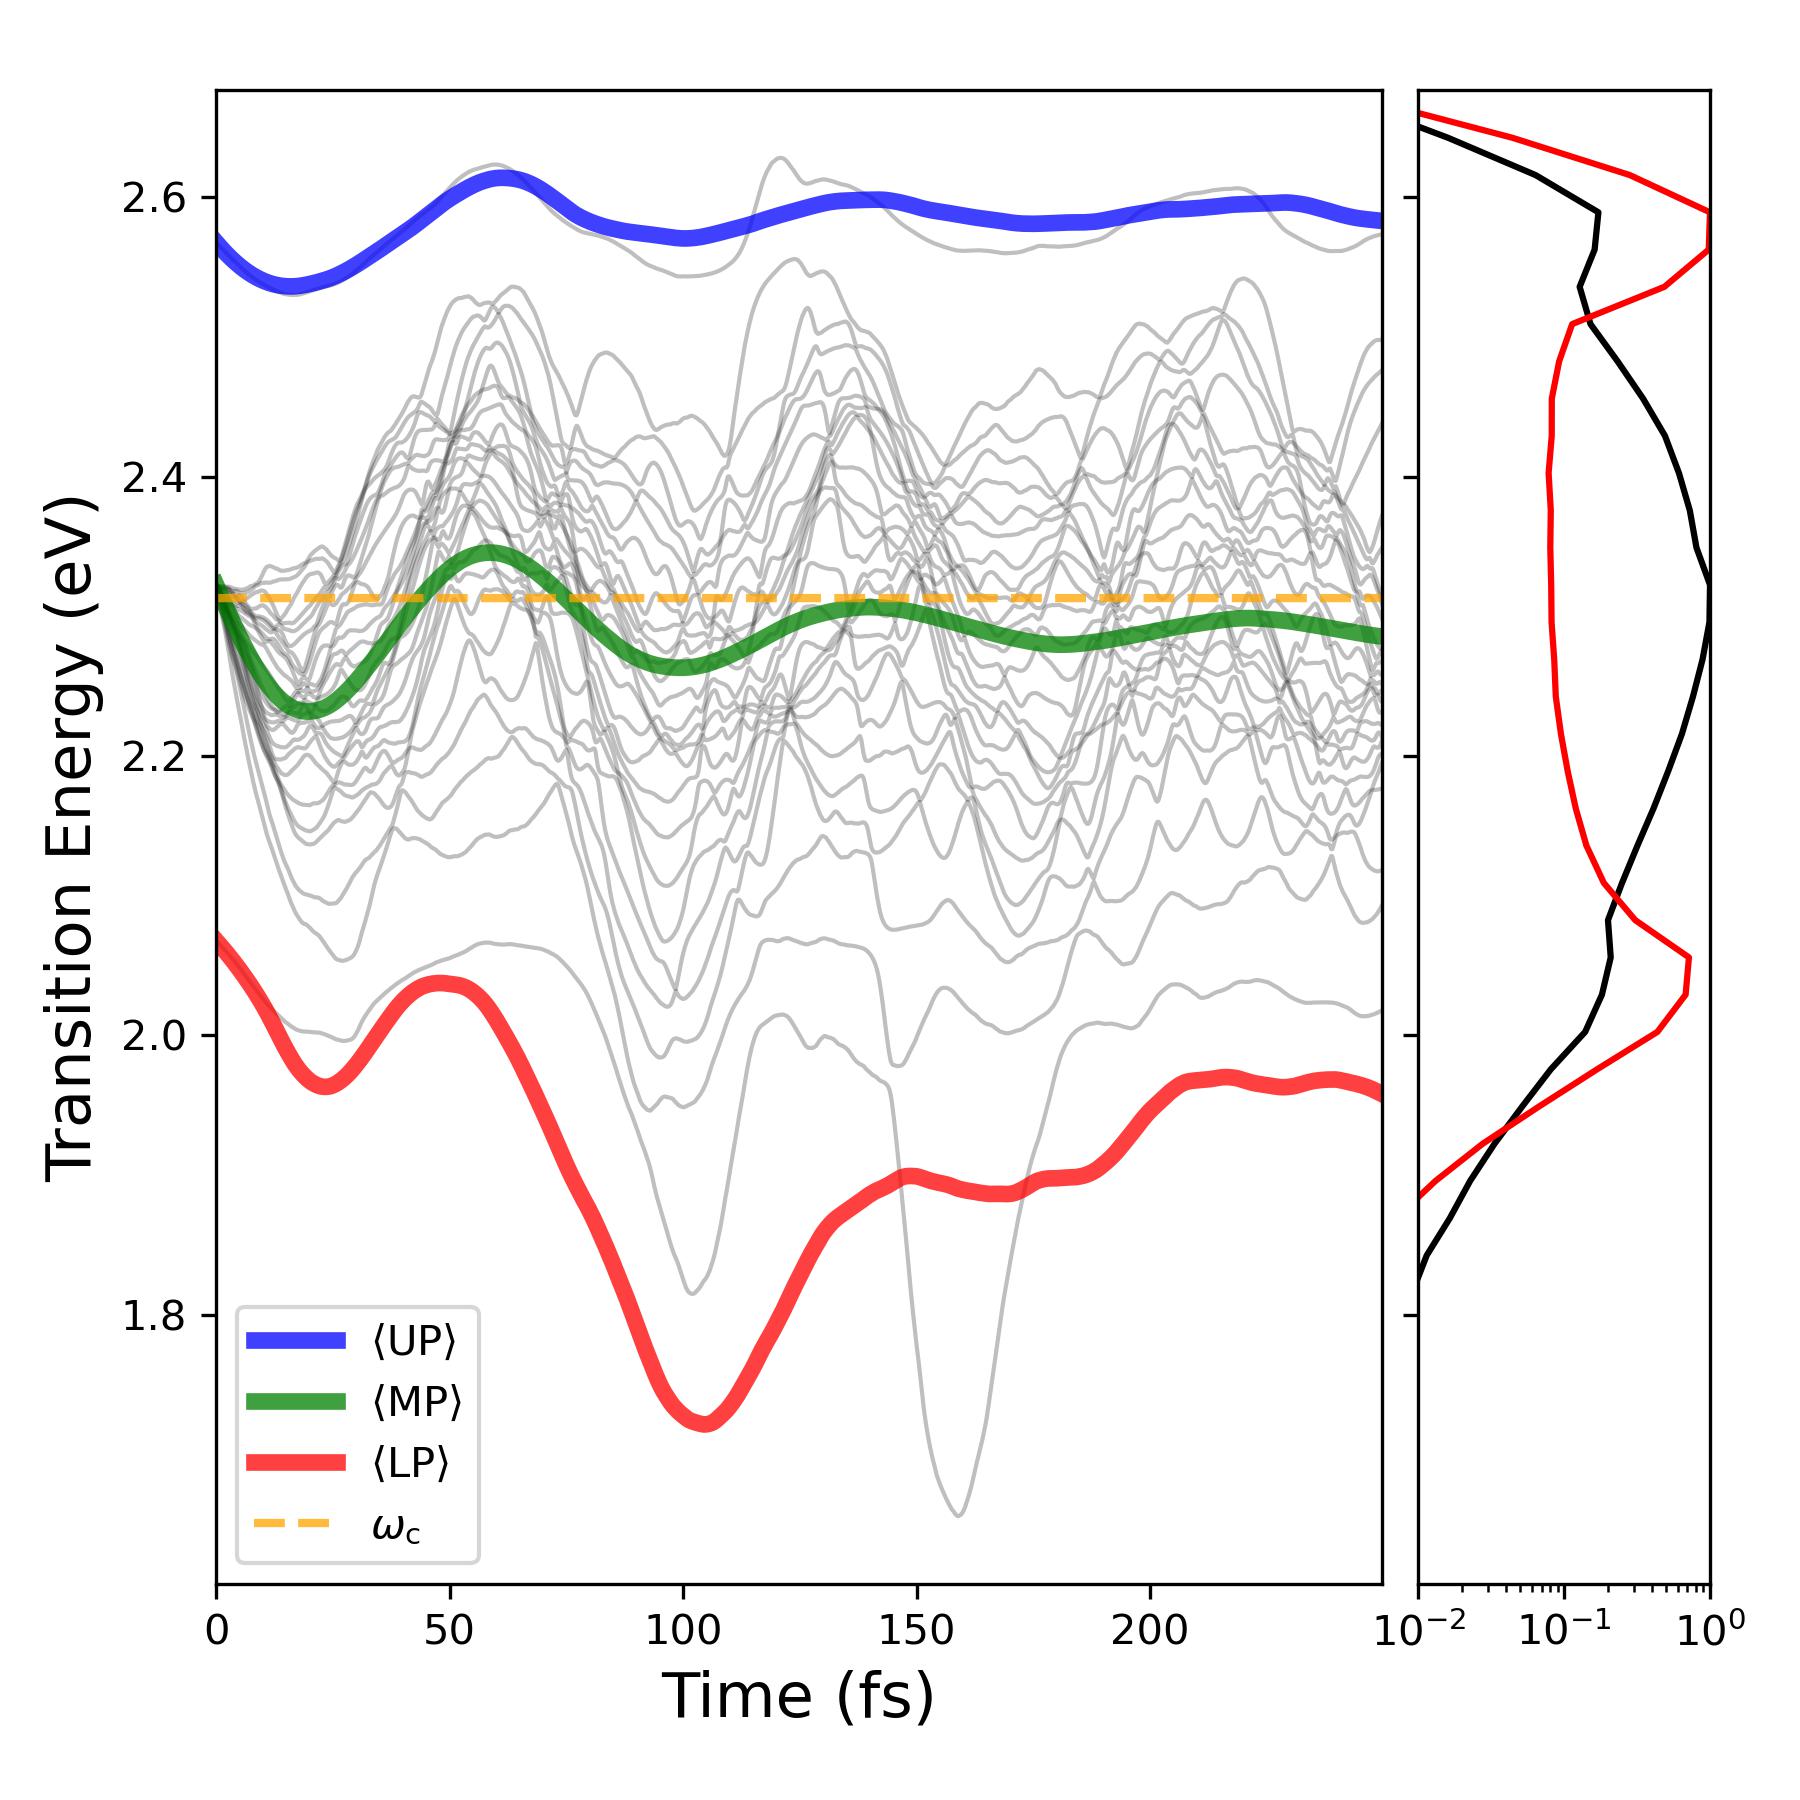 Transition Energy (eV)
2.6
2.4
2.2
2.0
1.8
⟨UP⟩
⟨MP⟩
⟨LP⟩
ω_c
0 50 100 150 200
10⁻² 10⁻¹ 10⁰
Time (fs)